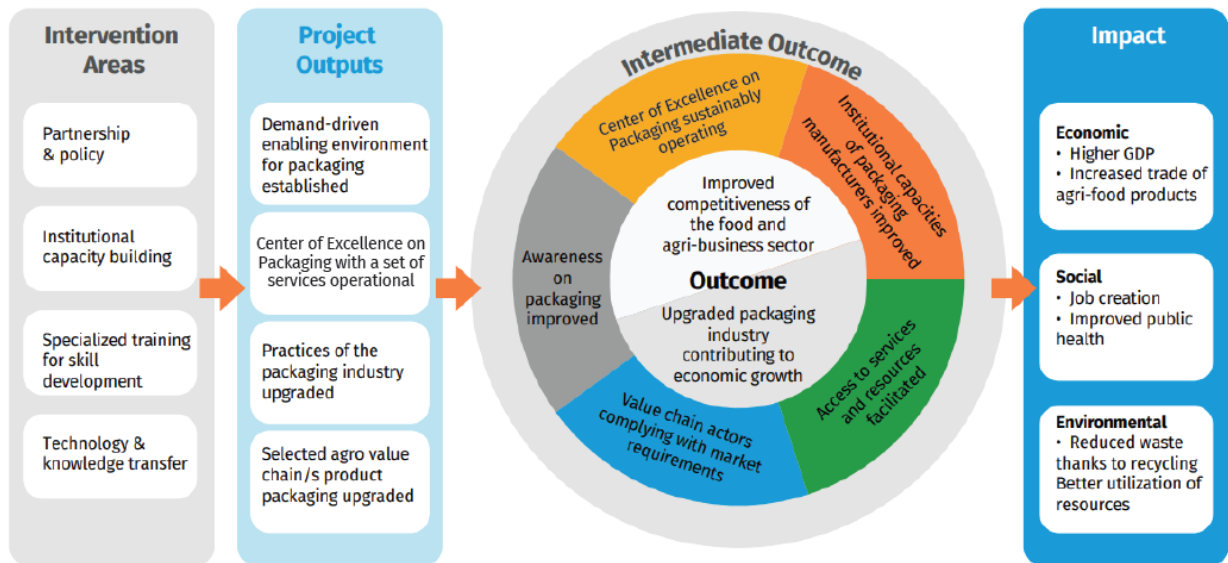 Intervention
Areas
Partnership
& policy
Institutional
capacity building
Specialized training
for skill
development
Technology &
knowledge transfer
Project
Outputs
Demand-driven
enabling environment
for packaging
established
Center of Excellence on
Packaging with a set of
services operational
Practices of the
packaging industry
upgraded
Selected agro value
chain/s product
packaging upgraded
Intermediate Outcome
Center of Excellence on
Packaging sustainably
operating
Institutional capacities
of packaging
manufacturers improved
Access to services
and resources
facilitated
Value chain actors
complying with market
requirements
Awareness
on
packaging
improved
Improved
competitiveness of
the food and
agri-business sector
Outcome
Upgraded packaging
industry
contributing to
economic growth
Impact
Economic
• Higher GDP
• Increased trade of
agri-food products
Social
• Job creation
• Improved public
health
Environmental
• Reduced waste
thanks to recycling
Better utilization of
resources